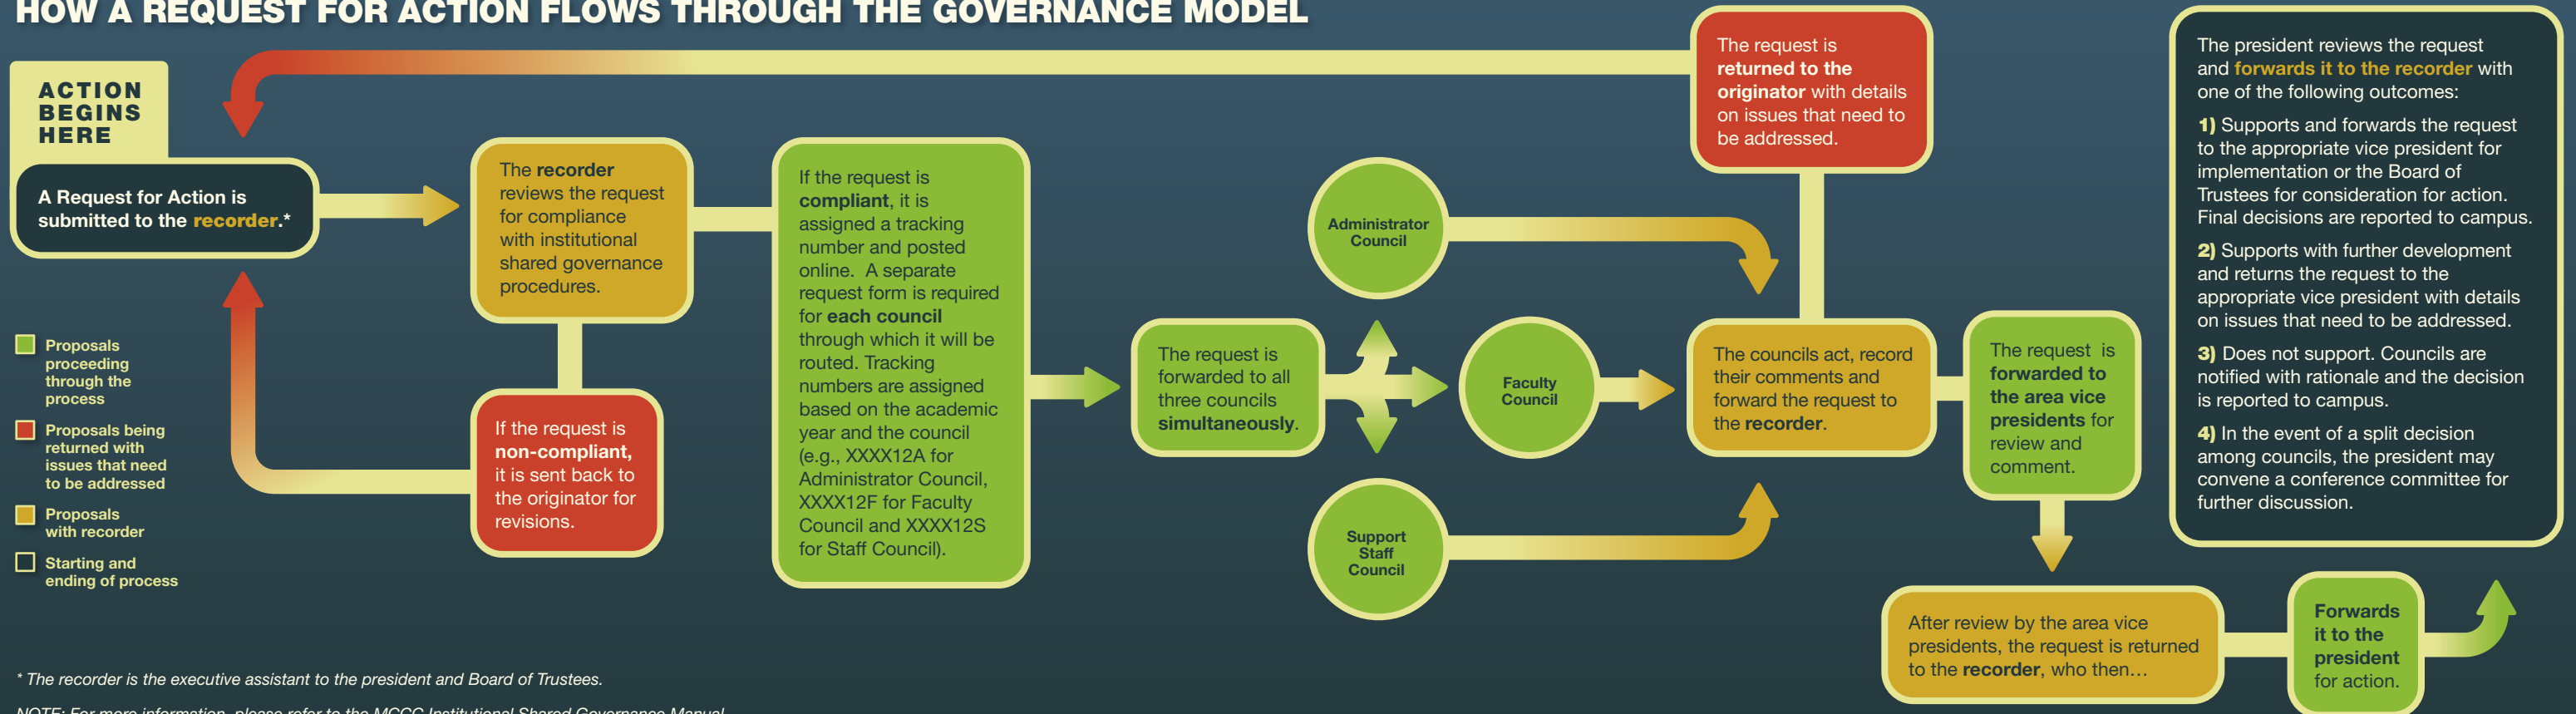 HOW A REQUEST FOR ACTION FLOWS THROUGH THE GOVERNANCE MODEL
ACTION
BEGINS
HERE
A Request for Action is
submitted to the recorder.*
The recorder
reviews the request
for compliance
with institutional
shared governance
procedures.
If the request is
non-compliant,
it is sent back to
the originator for
revisions.
If the request is
compliant, it is
assigned a tracking
number and posted
online. A separate
request form is required
for each council
through which it will be
routed. Tracking
numbers are assigned
based on the academic
year and the council
(e.g., XXXX12A for
Administrator Council,
XXXX12F for Faculty
Council and XXXX12S
for Staff Council).
The request is
forwarded to all
three councils
simultaneously.
Administrator
Council
Faculty
Council
Support
Staff
Council
The request is
returned to the
originator with details
on issues that need to
be addressed.
The councils act, record
their comments and
forward the request to
the recorder.
The request is
forwarded to
the area vice
presidents for
review and
comment.
After review by the area vice
presidents, the request is returned
to the recorder, who then…
Forwards
it to the
president
for action.
The president reviews the request
and forwards it to the recorder with
one of the following outcomes:
1) Supports and forwards the request
to the appropriate vice president for
implementation or the Board of
Trustees for consideration for action.
Final decisions are reported to campus.
2) Supports with further development
and returns the request to the
appropriate vice president with details
on issues that need to be addressed.
3) Does not support. Councils are
notified with rationale and the decision
is reported to campus.
4) In the event of a split decision
among councils, the president may
convene a conference committee for
further discussion.
Proposals
proceeding
through the
process
Proposals being
returned with
issues that need
to be addressed
Proposals
with recorder
Starting and
ending of process
* The recorder is the executive assistant to the president and Board of Trustees.
NOTE: For more information, please refer to the MCCC Institutional Shared Governance Manual